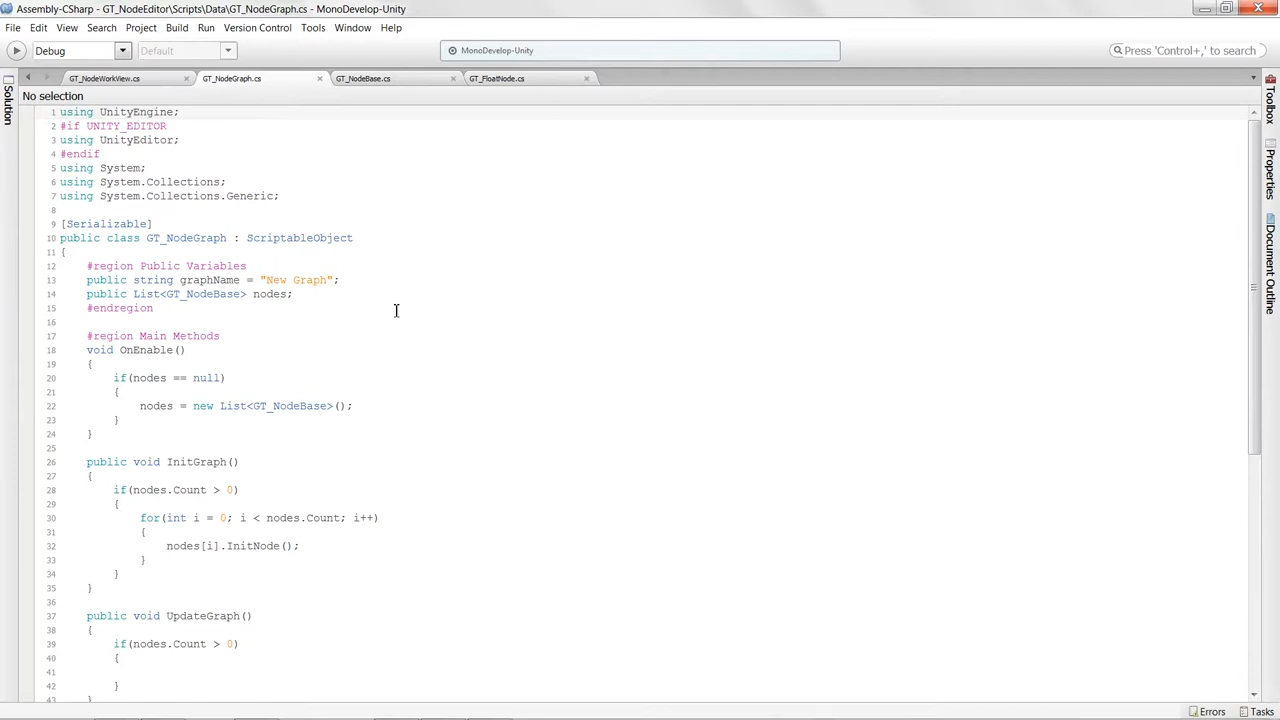 Assembly-CSharp - GT_NodeEditor\Scripts\Data\GT_NodeGraph.cs - MonoDevelop-Unity
File Edit View Search Project Build Run Version Control Tools Window Help
Debug Default MonoDevelop-Unity Press 'Control+,' to search
GT_NodeWorkView.cs GT_NodeGraph.cs GT_NodeBase.cs GT_FloatNode.cs
No selection
Solution
Toolbox
Properties
Document Outline
1 using UnityEngine;
2 #if UNITY_EDITOR
3 using UnityEditor;
4 #endif
5 using System;
6 using System.Collections;
7 using System.Collections.Generic;
8
9 [Serializable]
10 public class GT_NodeGraph : ScriptableObject
11 {
12 #region Public Variables
13 public string graphName = "New Graph";
14 public List<GT_NodeBase> nodes;
15 #endregion
16
17 #region Main Methods
18 void OnEnable()
19 {
20 if(nodes == null)
21 {
22 nodes = new List<GT_NodeBase>();
23 }
24 }
25
26 public void InitGraph()
27 {
28 if(nodes.Count > 0)
29 {
30 for(int i = 0; i < nodes.Count; i++)
31 {
32 nodes[i].InitNode();
33 }
34 }
35 }
36
37 public void UpdateGraph()
38 {
39 if(nodes.Count > 0)
40 {
41
42 }
43 }
Errors Tasks